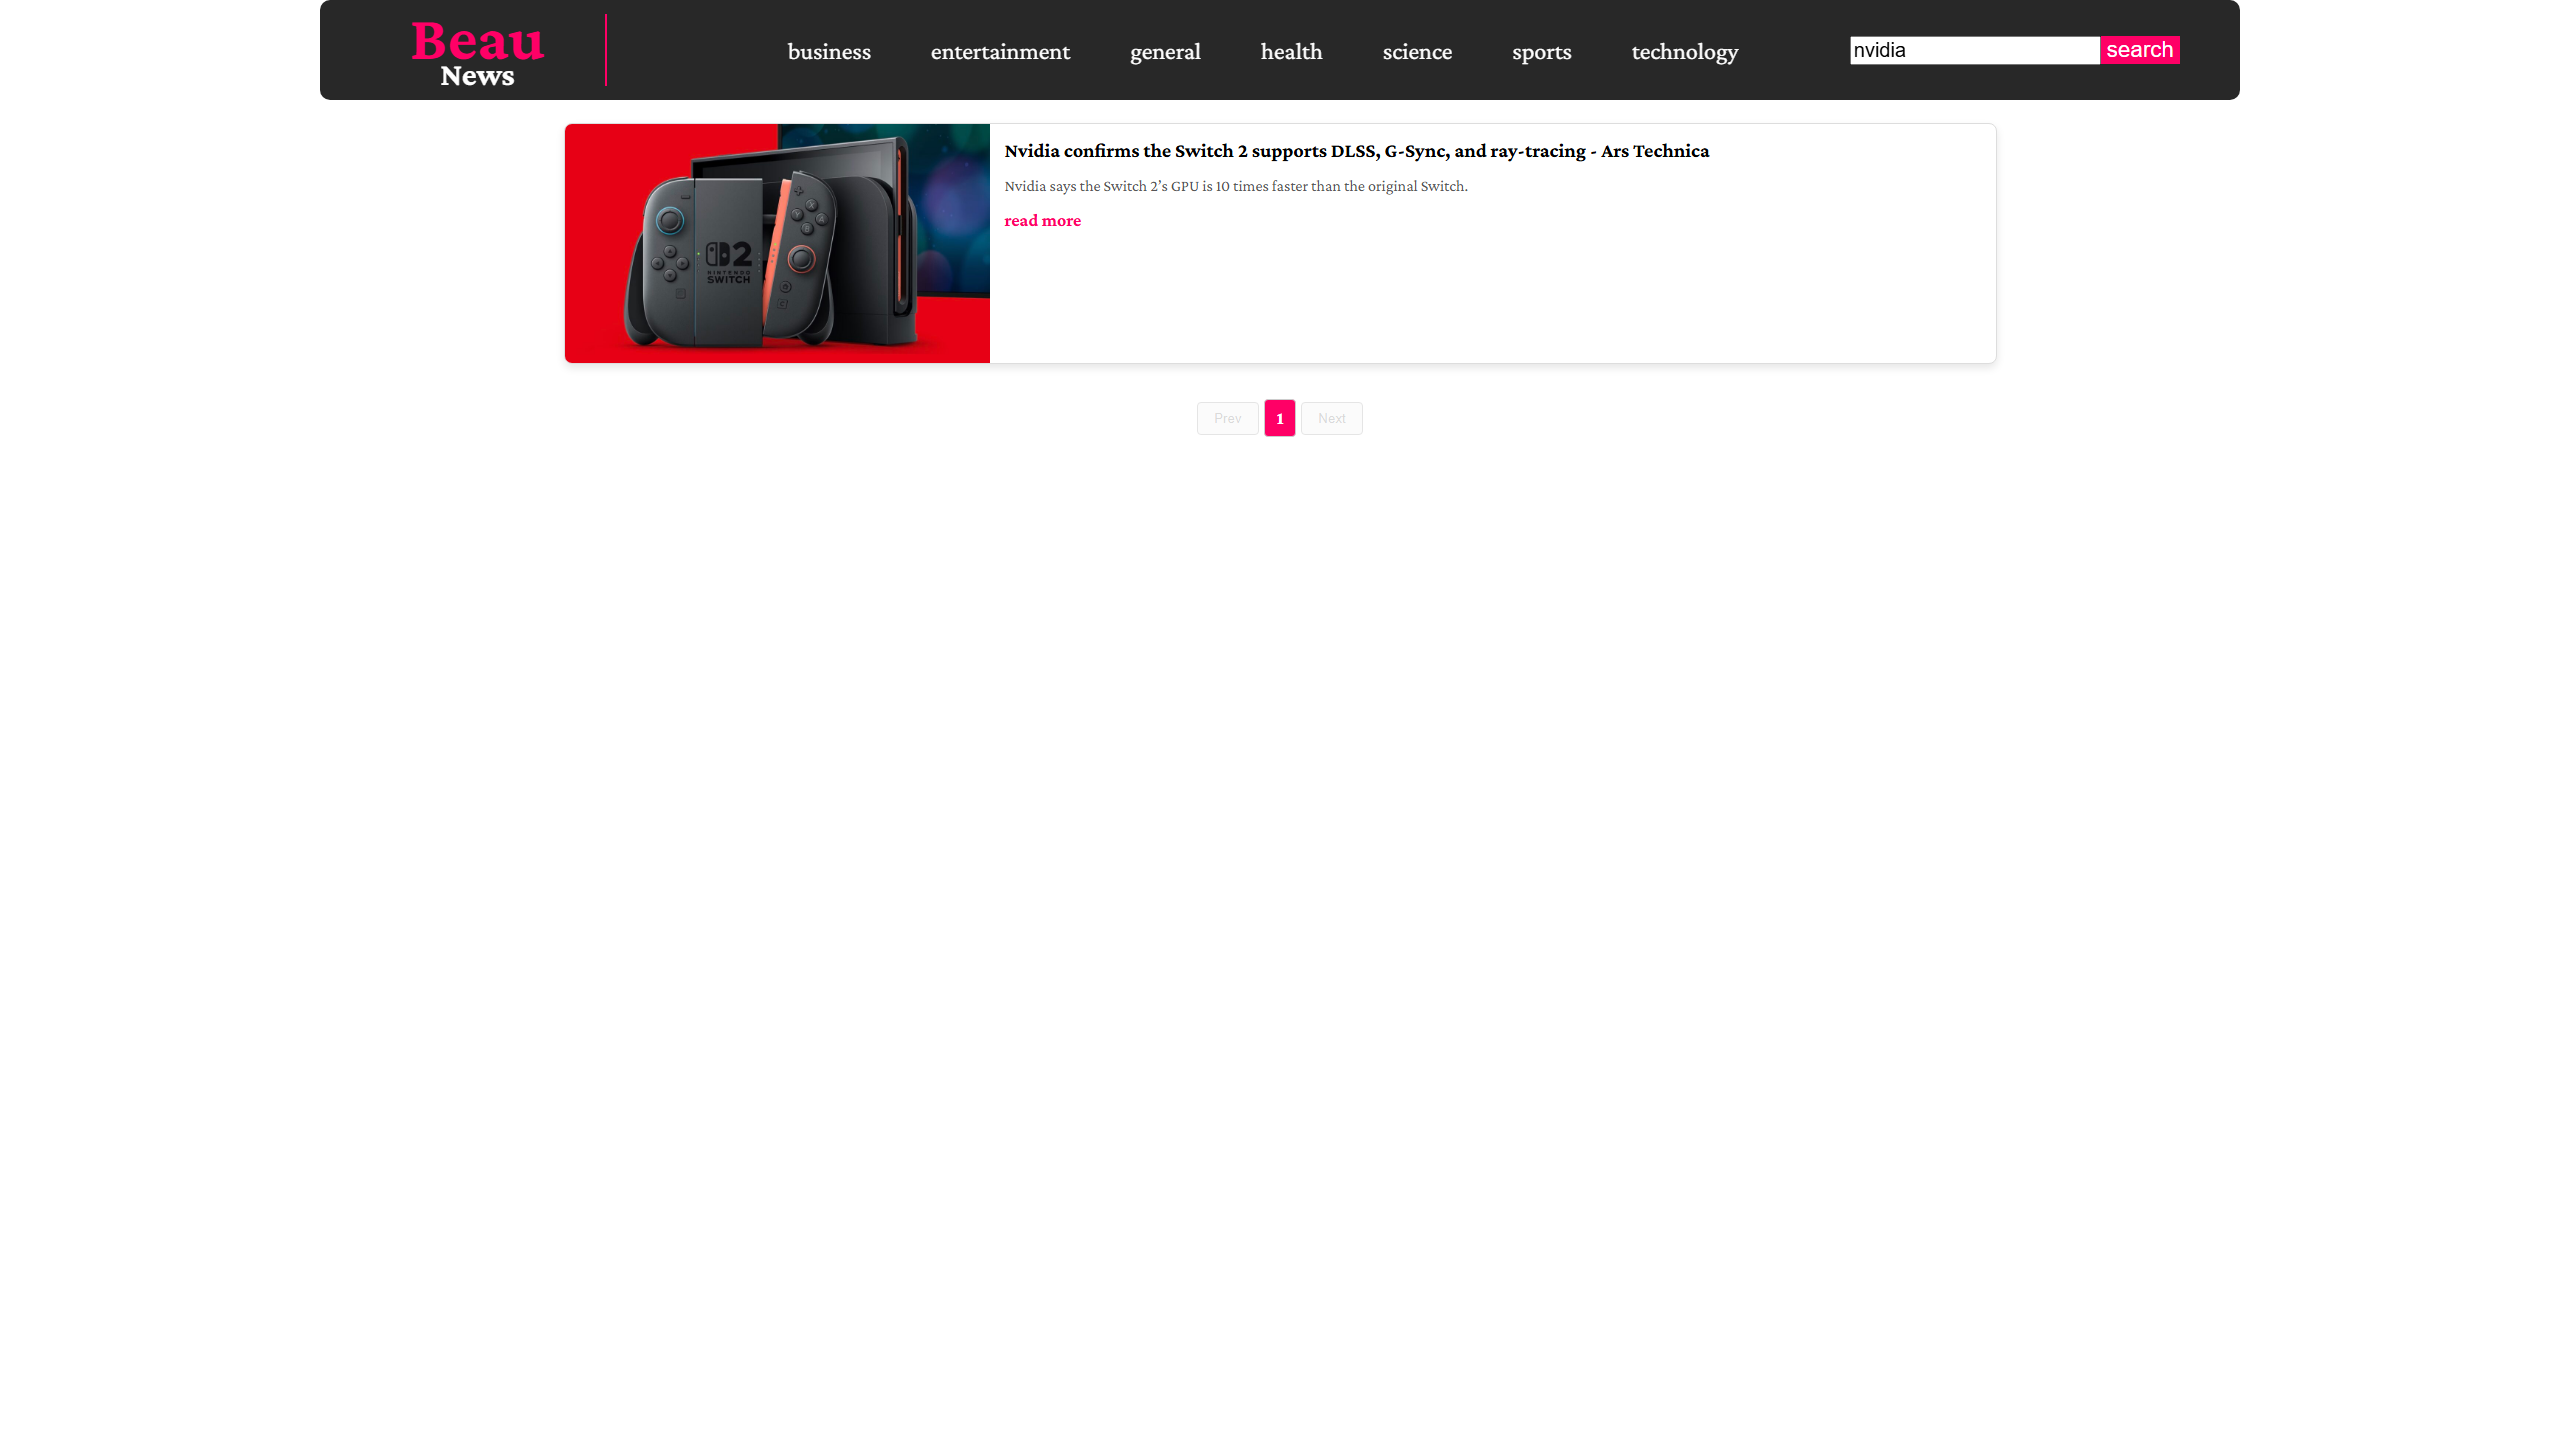 Beau
News
business
entertainment
general
health
science
sports
technology
nvidia
search
Nvidia confirms the Switch 2 supports DLSS, G-Sync, and ray-tracing - Ars Technica
Nvidia says the Switch 2’s GPU is 10 times faster than the original Switch.
read more
2
NINTENDO
SWITCH
Prev
1
Next